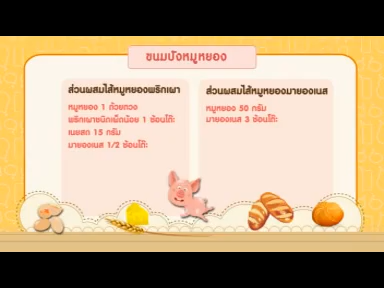 ขนมปังหมูหยอง
ส่วนผสมไส้หมูหยองพริกเผา
หมูหยอง 1 ถ้วยตวง
พริกเผาชนิดเผ็ดน้อย 1 ช้อนโต๊ะ
เนยสด 15 กรัม
มายองเนส 1/2 ช้อนโต๊ะ
ส่วนผสมไส้หมูหยองมายองเนส
หมูหยอง 50 กรัม
มายองเนส 3 ช้อนโต๊ะ